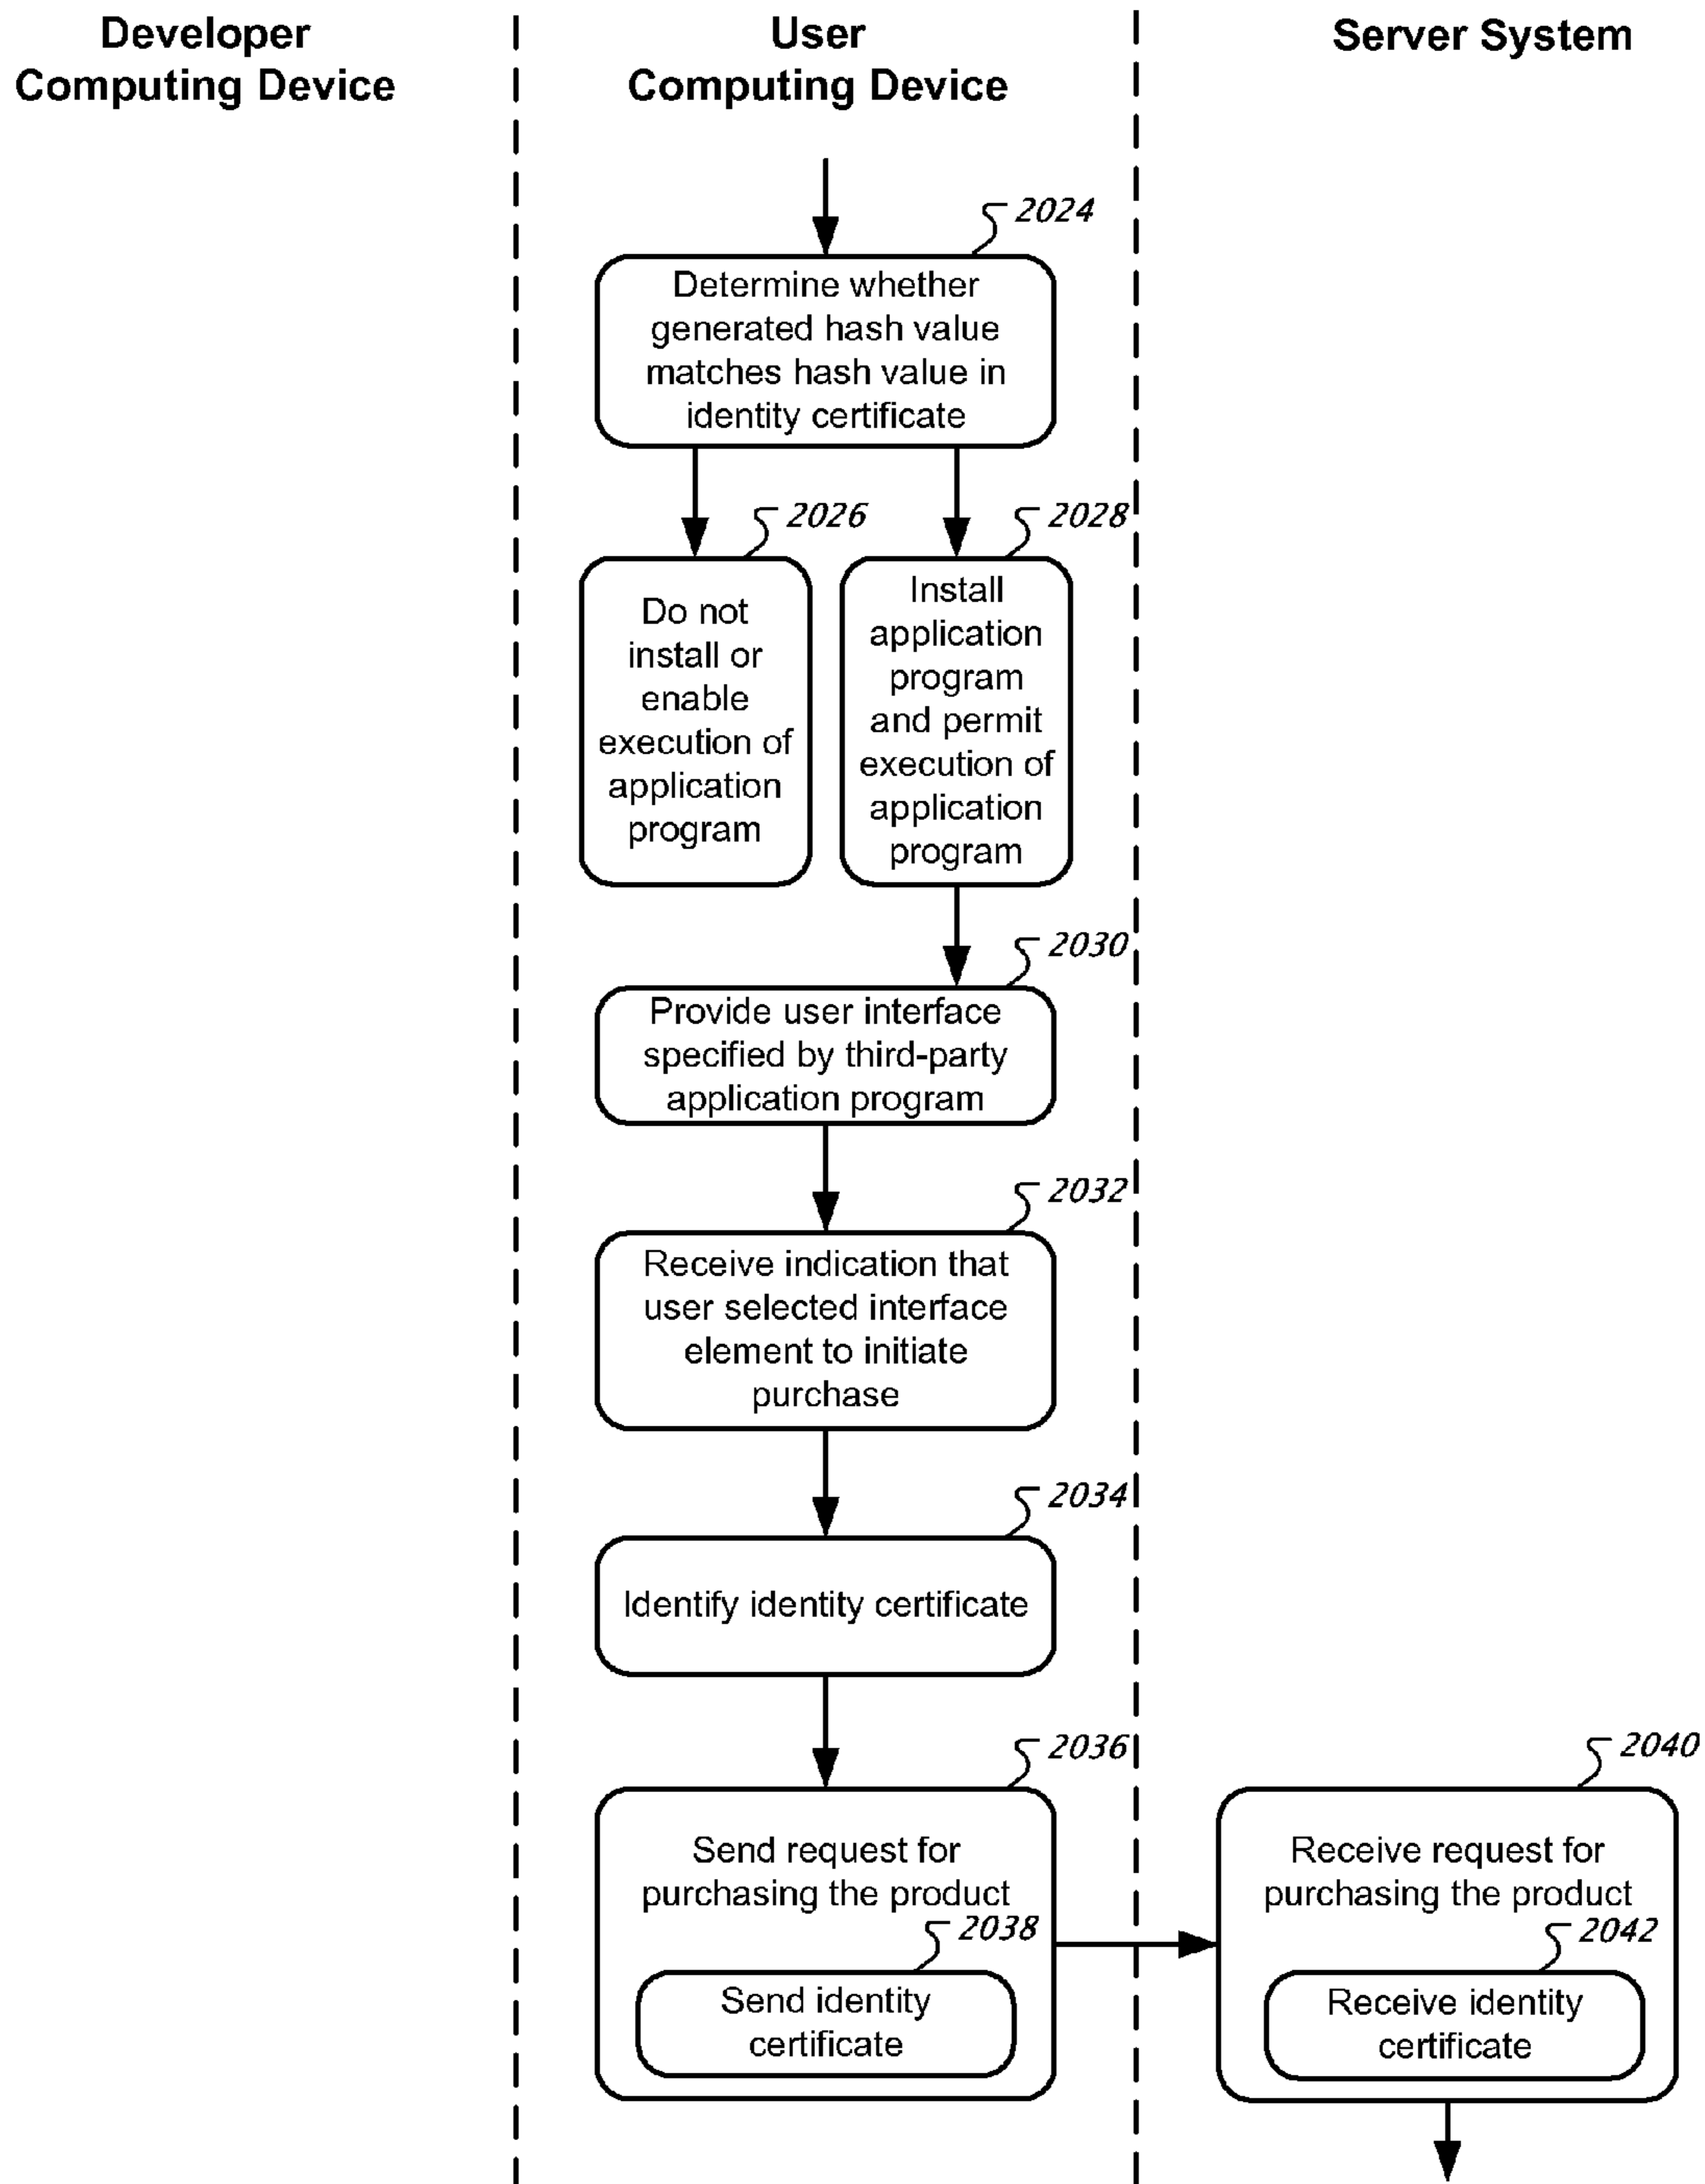 Developer
Computing Device
User
Computing Device
Server System
2024
Determine whether
generated hash value
matches hash value in
identity certificate
2026
Do not
install or
enable
execution of
application
program
2028
Install
application
program
and permit
execution of
application
program
2030
Provide user interface
specified by third-party
application program
2032
Receive indication that
user selected interface
element to initiate
purchase
2034
Identify identity certificate
2036
Send request for
purchasing the product
2038
Send identity
certificate
2040
Receive request for
purchasing the product
2042
Receive identity
certificate